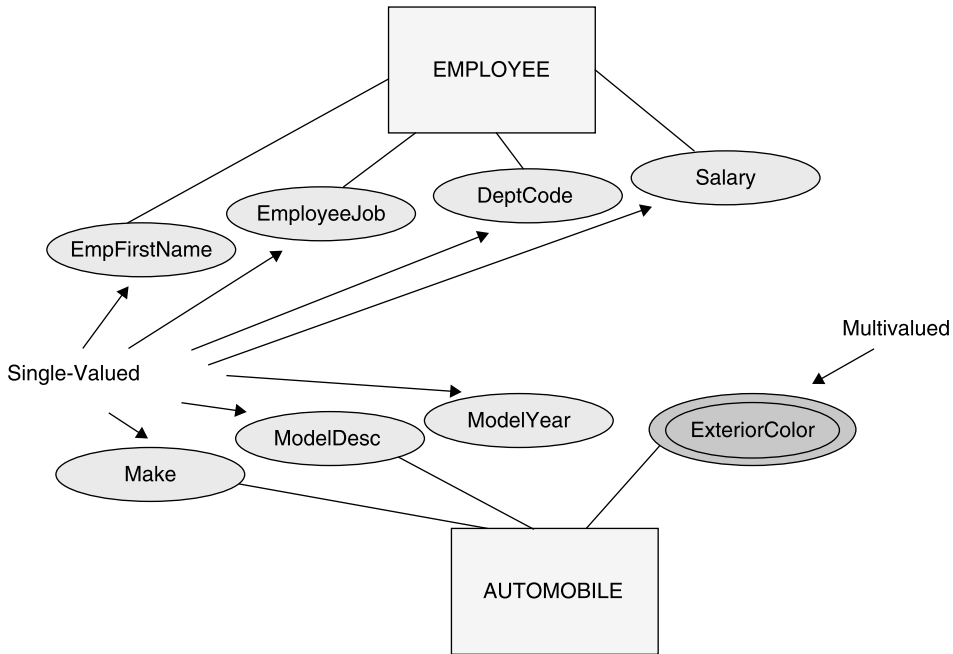 EMPLOYEE
Salary
DeptCode
EmployeeJob
EmpFirstName
Multivalued
Single-Valued
ModelYear
ExteriorColor
ModelDesc
Make
AUTOMOBILE